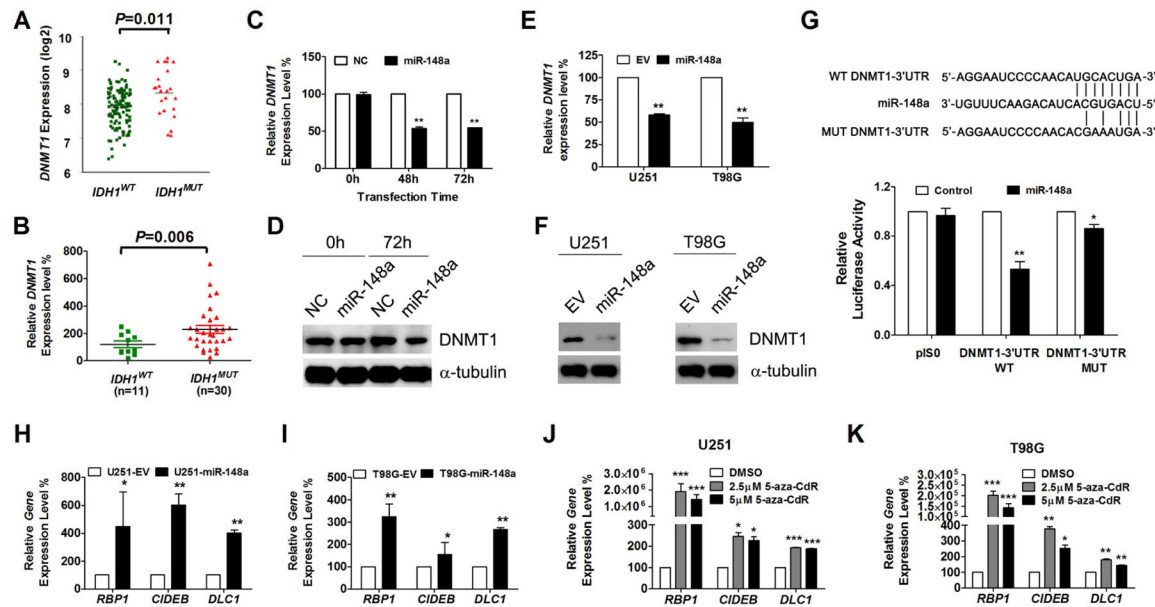 A
P=0.011
DNMT1 Expression (log2)
10
9
8
7
6
IDH1WT
IDH1MUT
B
P=0.006
Relative DNMT1
Expression level %
800
600
400
200
0
IDH1WT
(n=11)
IDH1MUT
(n=30)
C
NC
miR-148a
Relative DNMT1
Expression Level %
150
100
50
0
**
**
0h
48h
72h
Transfection Time
D
0h
72h
NC
miR-148a
NC
miR-148a
DNMT1
α-tubulin
E
EV
miR-148a
Relative DNMT1
expression %
125
100
75
50
25
0
**
**
U251
T98G
F
U251
T98G
EV
miR-148a
EV
miR-148a
DNMT1
α-tubulin
G
WT DNMT1-3'UTR 5'-AGGAAUCCCCAACAUGCACUGA-3'
miR-148a 3'-UGUUUCAAGACAUCACGUGACU-5'
MUT DNMT1-3'UTR 5'-AGGAAUCCCCAACACGAAAUGA-3'
Control
miR-148a
Relative
Luciferase Activity
1.2
0.8
0.4
0.0
**
*
pIS0
DNMT1-3'UTR
WT
DNMT1-3'UTR
MUT
H
U251-EV
U251-miR-148a
Relative Gene
Expression Level %
800
600
400
200
0
*
**
**
RBP1
CIDEB
DLC1
I
T98G-EV
T98G-miR-148a
Relative Gene
Expression Level %
500
400
300
200
100
0
**
*
**
RBP1
CIDEB
DLC1
J
U251
DMSO
2.5μM 5-aza-CdR
5μM 5-aza-CdR
Relative Gene
Expression Level %
3.0×10⁶
2.0×10⁶
1.0×10⁶
400
300
200
100
0
***
***
*
*
***
***
RBP1
CIDEB
DLC1
K
T98G
DMSO
2.5μM 5-aza-CdR
5μM 5-aza-CdR
Relative Gene
Expression Level %
3.0×10⁵
2.0×10⁵
1.0×10⁵
400
300
200
100
0
***
***
**
*
**
**
RBP1
CIDEB
DLC1